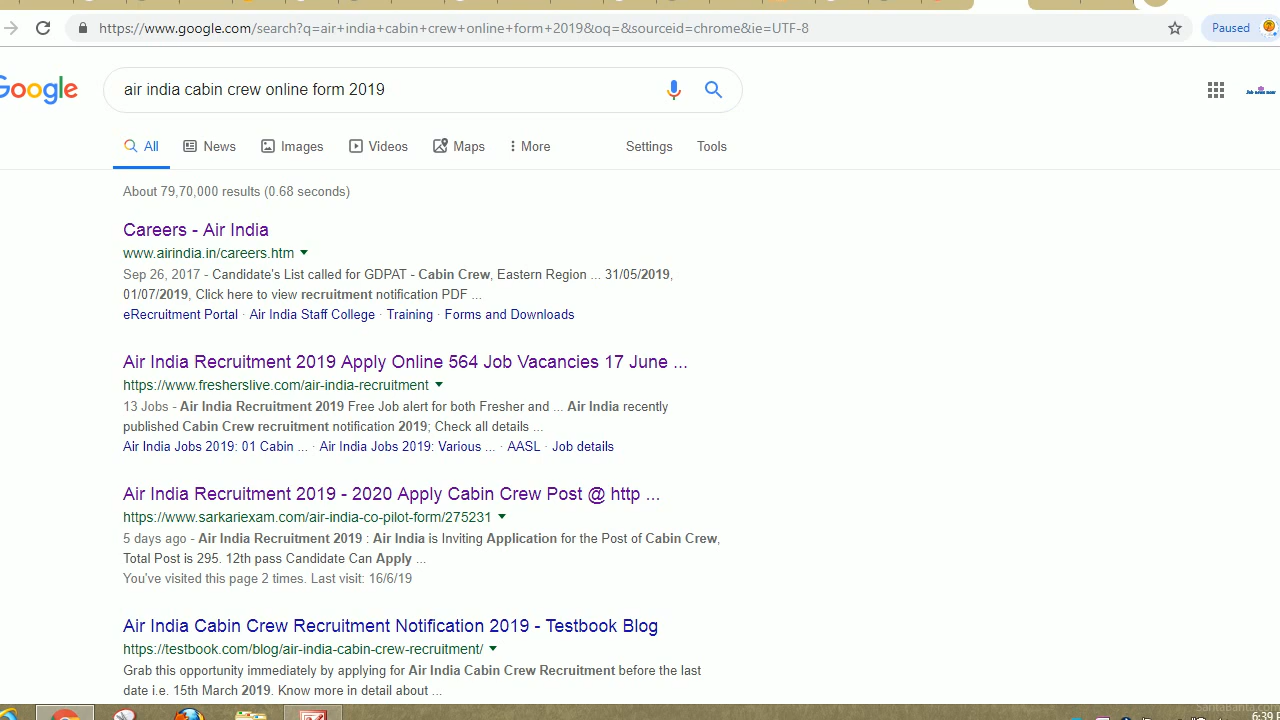 https://www.google.com/search?q=air+india+cabin+crew+online+form+2019&oq=&sourceid=chrome&ie=UTF-8
Paused
Google
air india cabin crew online form 2019
All
News
Images
Videos
Maps
More
Settings
Tools
About 79,70,000 results (0.68 seconds)
Careers - Air India
www.airindia.in/careers.htm
Sep 26, 2017 - Candidate's List called for GDPAT - Cabin Crew, Eastern Region ... 31/05/2019,
01/07/2019, Click here to view recruitment notification PDF ...
eRecruitment Portal · Air India Staff College · Training · Forms and Downloads
Air India Recruitment 2019 Apply Online 564 Job Vacancies 17 June ...
https://www.fresherslive.com/air-india-recruitment
13 Jobs - Air India Recruitment 2019 Free Job alert for both Fresher and ... Air India recently
published Cabin Crew recruitment notification 2019; Check all details ...
Air India Jobs 2019: 01 Cabin ... · Air India Jobs 2019: Various ... · AASL · Job details
Air India Recruitment 2019 - 2020 Apply Cabin Crew Post @ http ...
https://www.sarkariexam.com/air-india-co-pilot-form/275231
5 days ago - Air India Recruitment 2019 : Air India is Inviting Application for the Post of Cabin Crew,
Total Post is 295. 12th pass Candidate Can Apply ...
You've visited this page 2 times. Last visit: 16/6/19
Air India Cabin Crew Recruitment Notification 2019 - Testbook Blog
https://testbook.com/blog/air-india-cabin-crew-recruitment/
Grab this opportunity immediately by applying for Air India Cabin Crew Recruitment before the last
date i.e. 15th March 2019. Know more in detail about ...